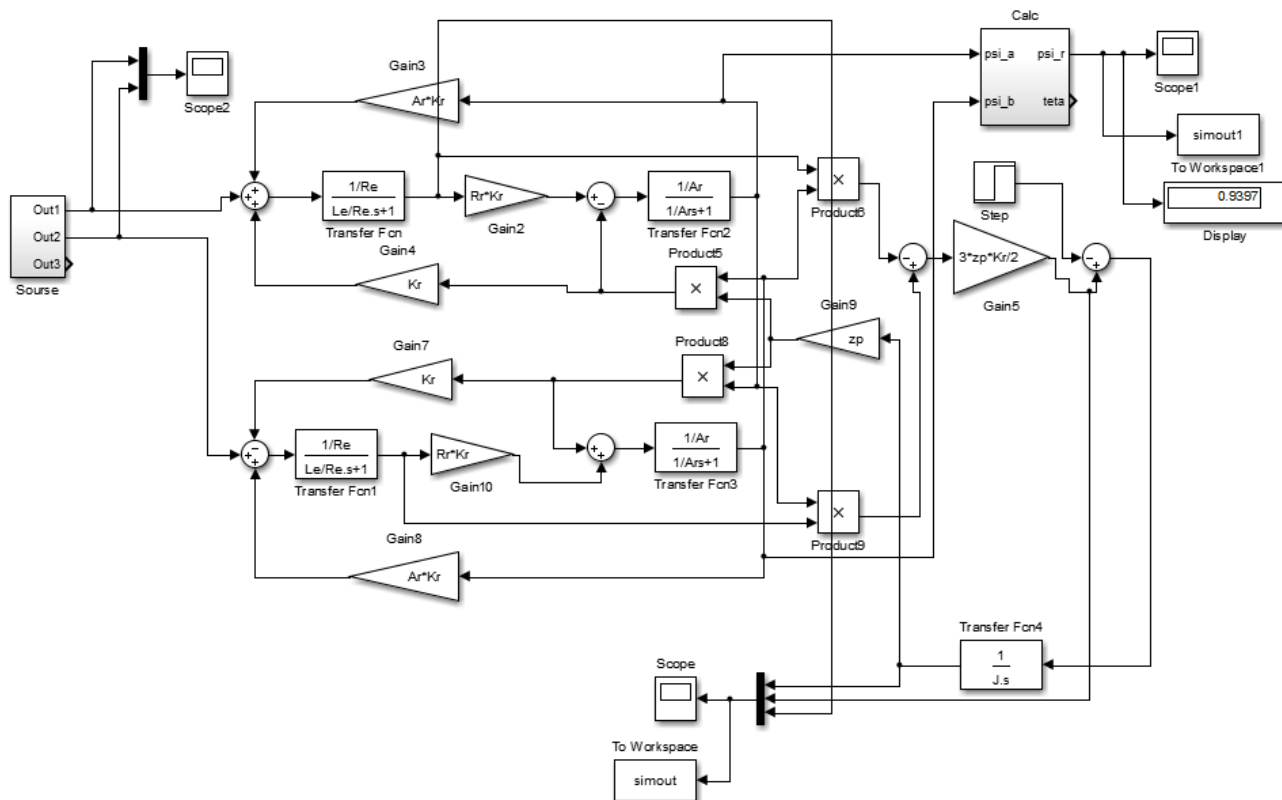 Calc
psi_a
psi_r
psi_b
teta
Scope1
simout1
To Workspace1
0.9397
Display
Scope2
Gain3
Ar*Kr
Out1
Out2
Out3
Sourse
+
+
+
1/Re
Le/Re.s+1
Transfer Fcn
Rr*Kr
Gain2
-
+
1/Ar
1/Ars+1
Transfer Fcn2
×
Product6
Step
-
+
3*zp*Kr/2
Gain5
-
+
Gain4
Kr
Product5
×
Gain9
zp
Gain7
Kr
Product8
×
-
+
+
1/Re
Le/Re.s+1
Transfer Fcn1
Rr*Kr
Gain10
+
+
1/Ar
1/Ars+1
Transfer Fcn3
×
Product9
Gain8
Ar*Kr
Transfer Fcn4
1
J.s
Scope
To Workspace
simout